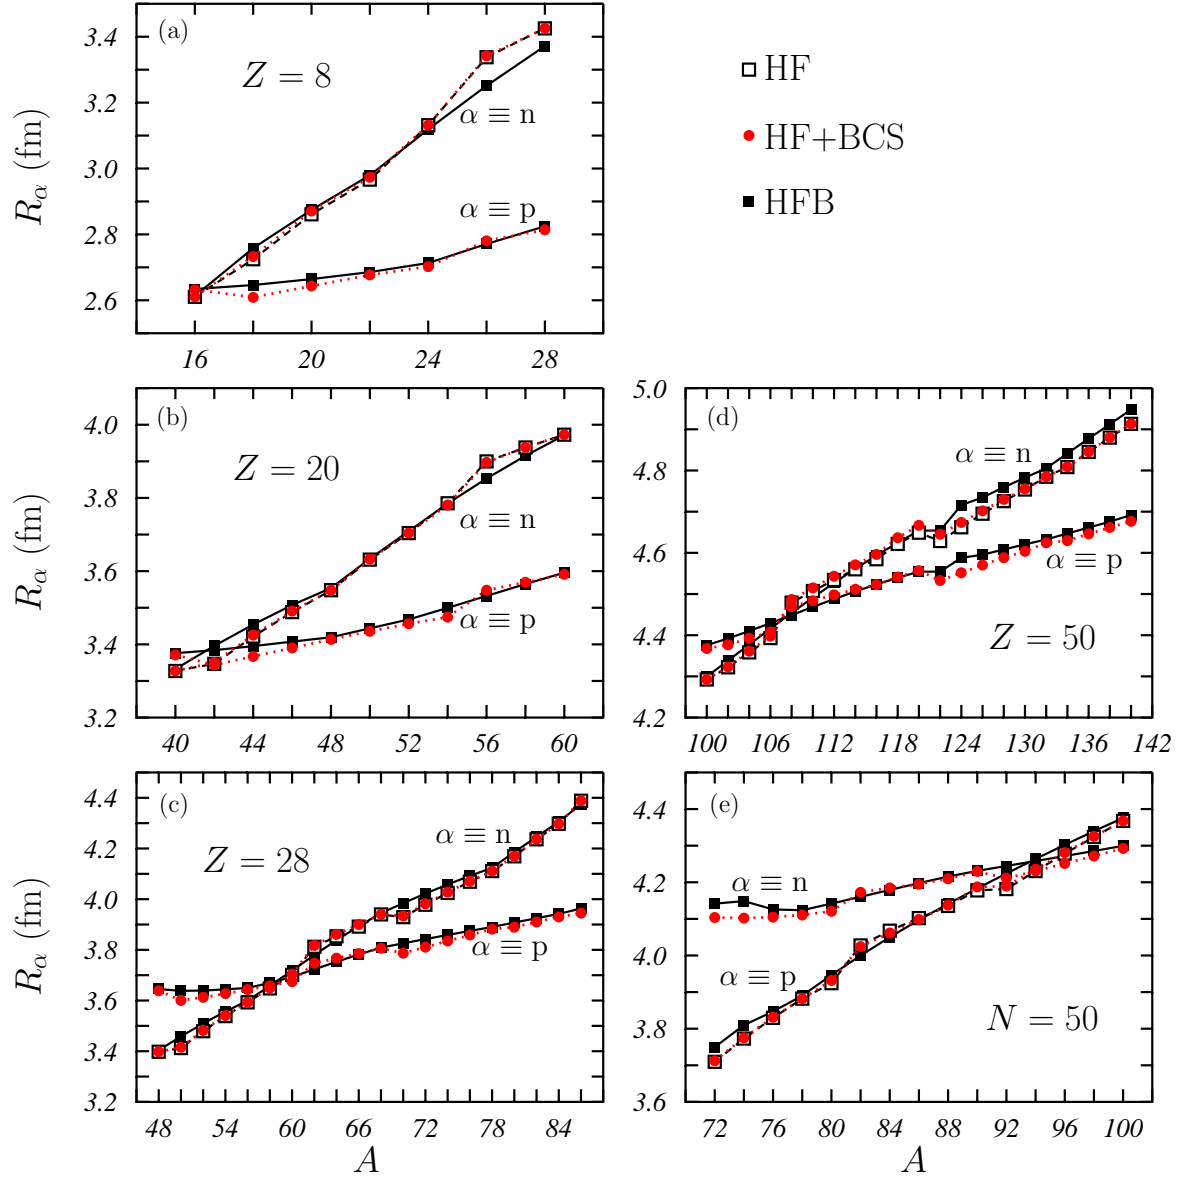 (a)
Z = 8
α ≡ n
α ≡ p
R_α (fm)
3.4
3.2
3.0
2.8
2.6
16 20 24 28
HF
HF+BCS
HFB
(b)
Z = 20
α ≡ n
α ≡ p
R_α (fm)
4.0
3.8
3.6
3.4
3.2
40 44 48 52 56 60
(d)
α ≡ n
α ≡ p
Z = 50
5.0
4.8
4.6
4.4
4.2
100 106 112 118 124 130 136 142
(c)
Z = 28
α ≡ n
α ≡ p
R_α (fm)
4.4
4.2
4.0
3.8
3.6
3.4
3.2
48 54 60 66 72 78 84
A
(e)
α ≡ n
α ≡ p
N = 50
4.4
4.2
4.0
3.8
3.6
72 76 80 84 88 92 96 100
A